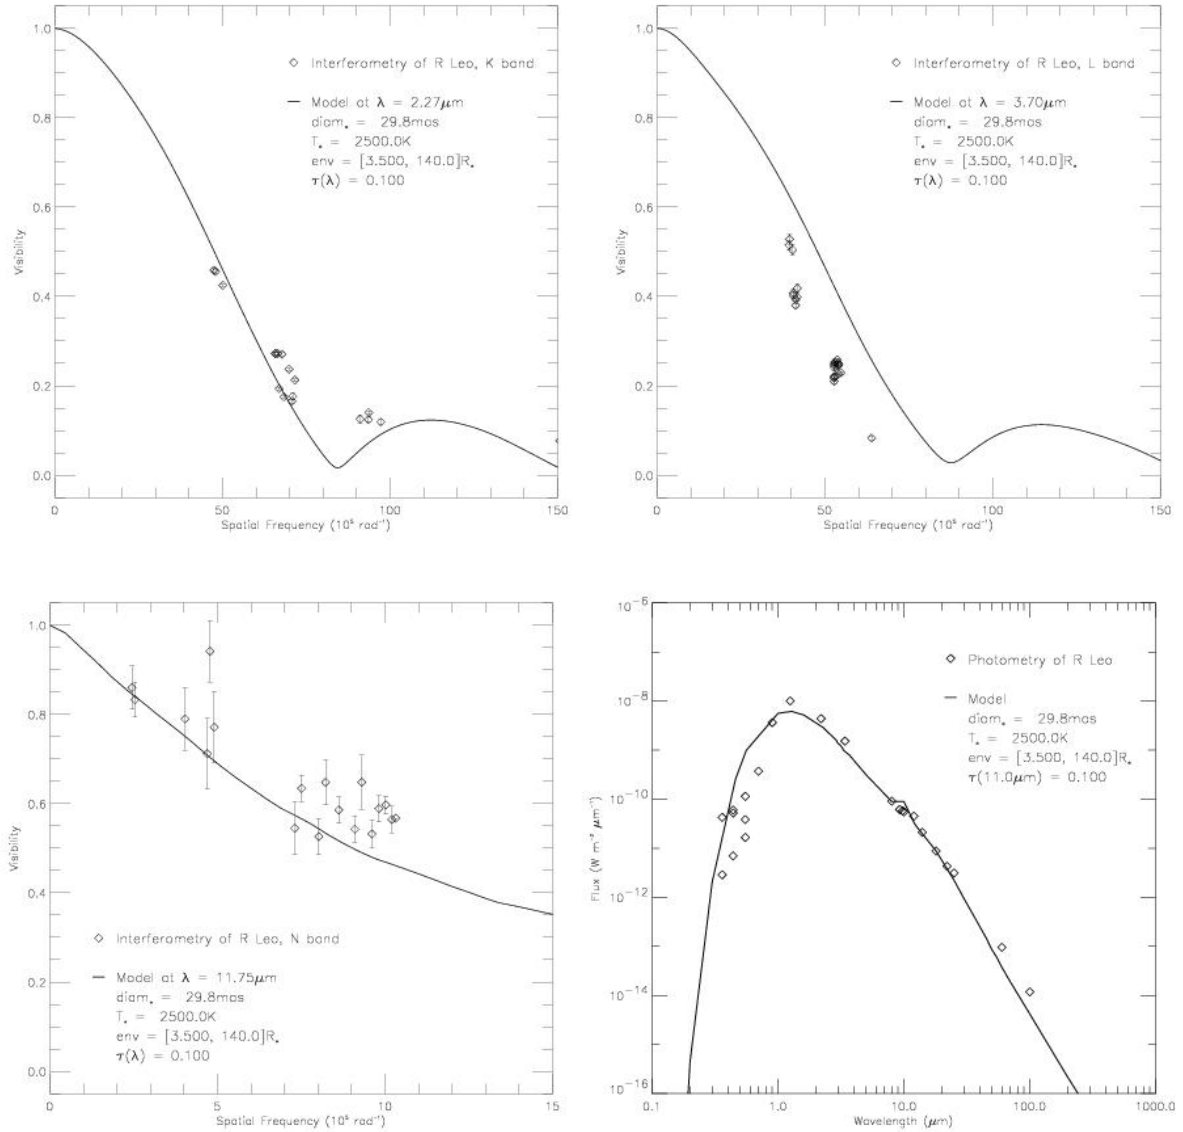 1.0
0.8
0.6
0.4
0.2
0.0
Visibility
Interferometry of R Leo, K band
Model at λ = 2.27μm
diam⋆ = 29.8mas
T⋆ = 2500.0K
env = [3.500, 140.0]R⋆
τ(λ) = 0.100
0 50 100 150
Spatial Frequency (10⁵ rad⁻¹)
1.0
0.8
0.6
0.4
0.2
0.0
Visibility
Interferometry of R Leo, L band
Model at λ = 3.70μm
diam⋆ = 29.8mas
T⋆ = 2500.0K
env = [3.500, 140.0]R⋆
τ(λ) = 0.100
0 50 100 150
Spatial Frequency (10⁵ rad⁻¹)
1.0
0.8
0.6
0.4
0.2
0.0
Visibility
Interferometry of R Leo, N band
Model at λ = 11.75μm
diam⋆ = 29.8mas
T⋆ = 2500.0K
env = [3.500, 140.0]R⋆
τ(λ) = 0.100
0 5 10 15
Spatial Frequency (10⁵ rad⁻¹)
10⁻⁶
10⁻⁸
10⁻¹⁰
10⁻¹²
10⁻¹⁴
10⁻¹⁶
Flux (W m⁻² μm⁻¹)
Photometry of R Leo
Model
diam⋆ = 29.8mas
T⋆ = 2500.0K
env = [3.500, 140.0]R⋆
τ(11.0μm) = 0.100
0.1 1.0 10.0 100.0 1000.0
Wavelength (μm)